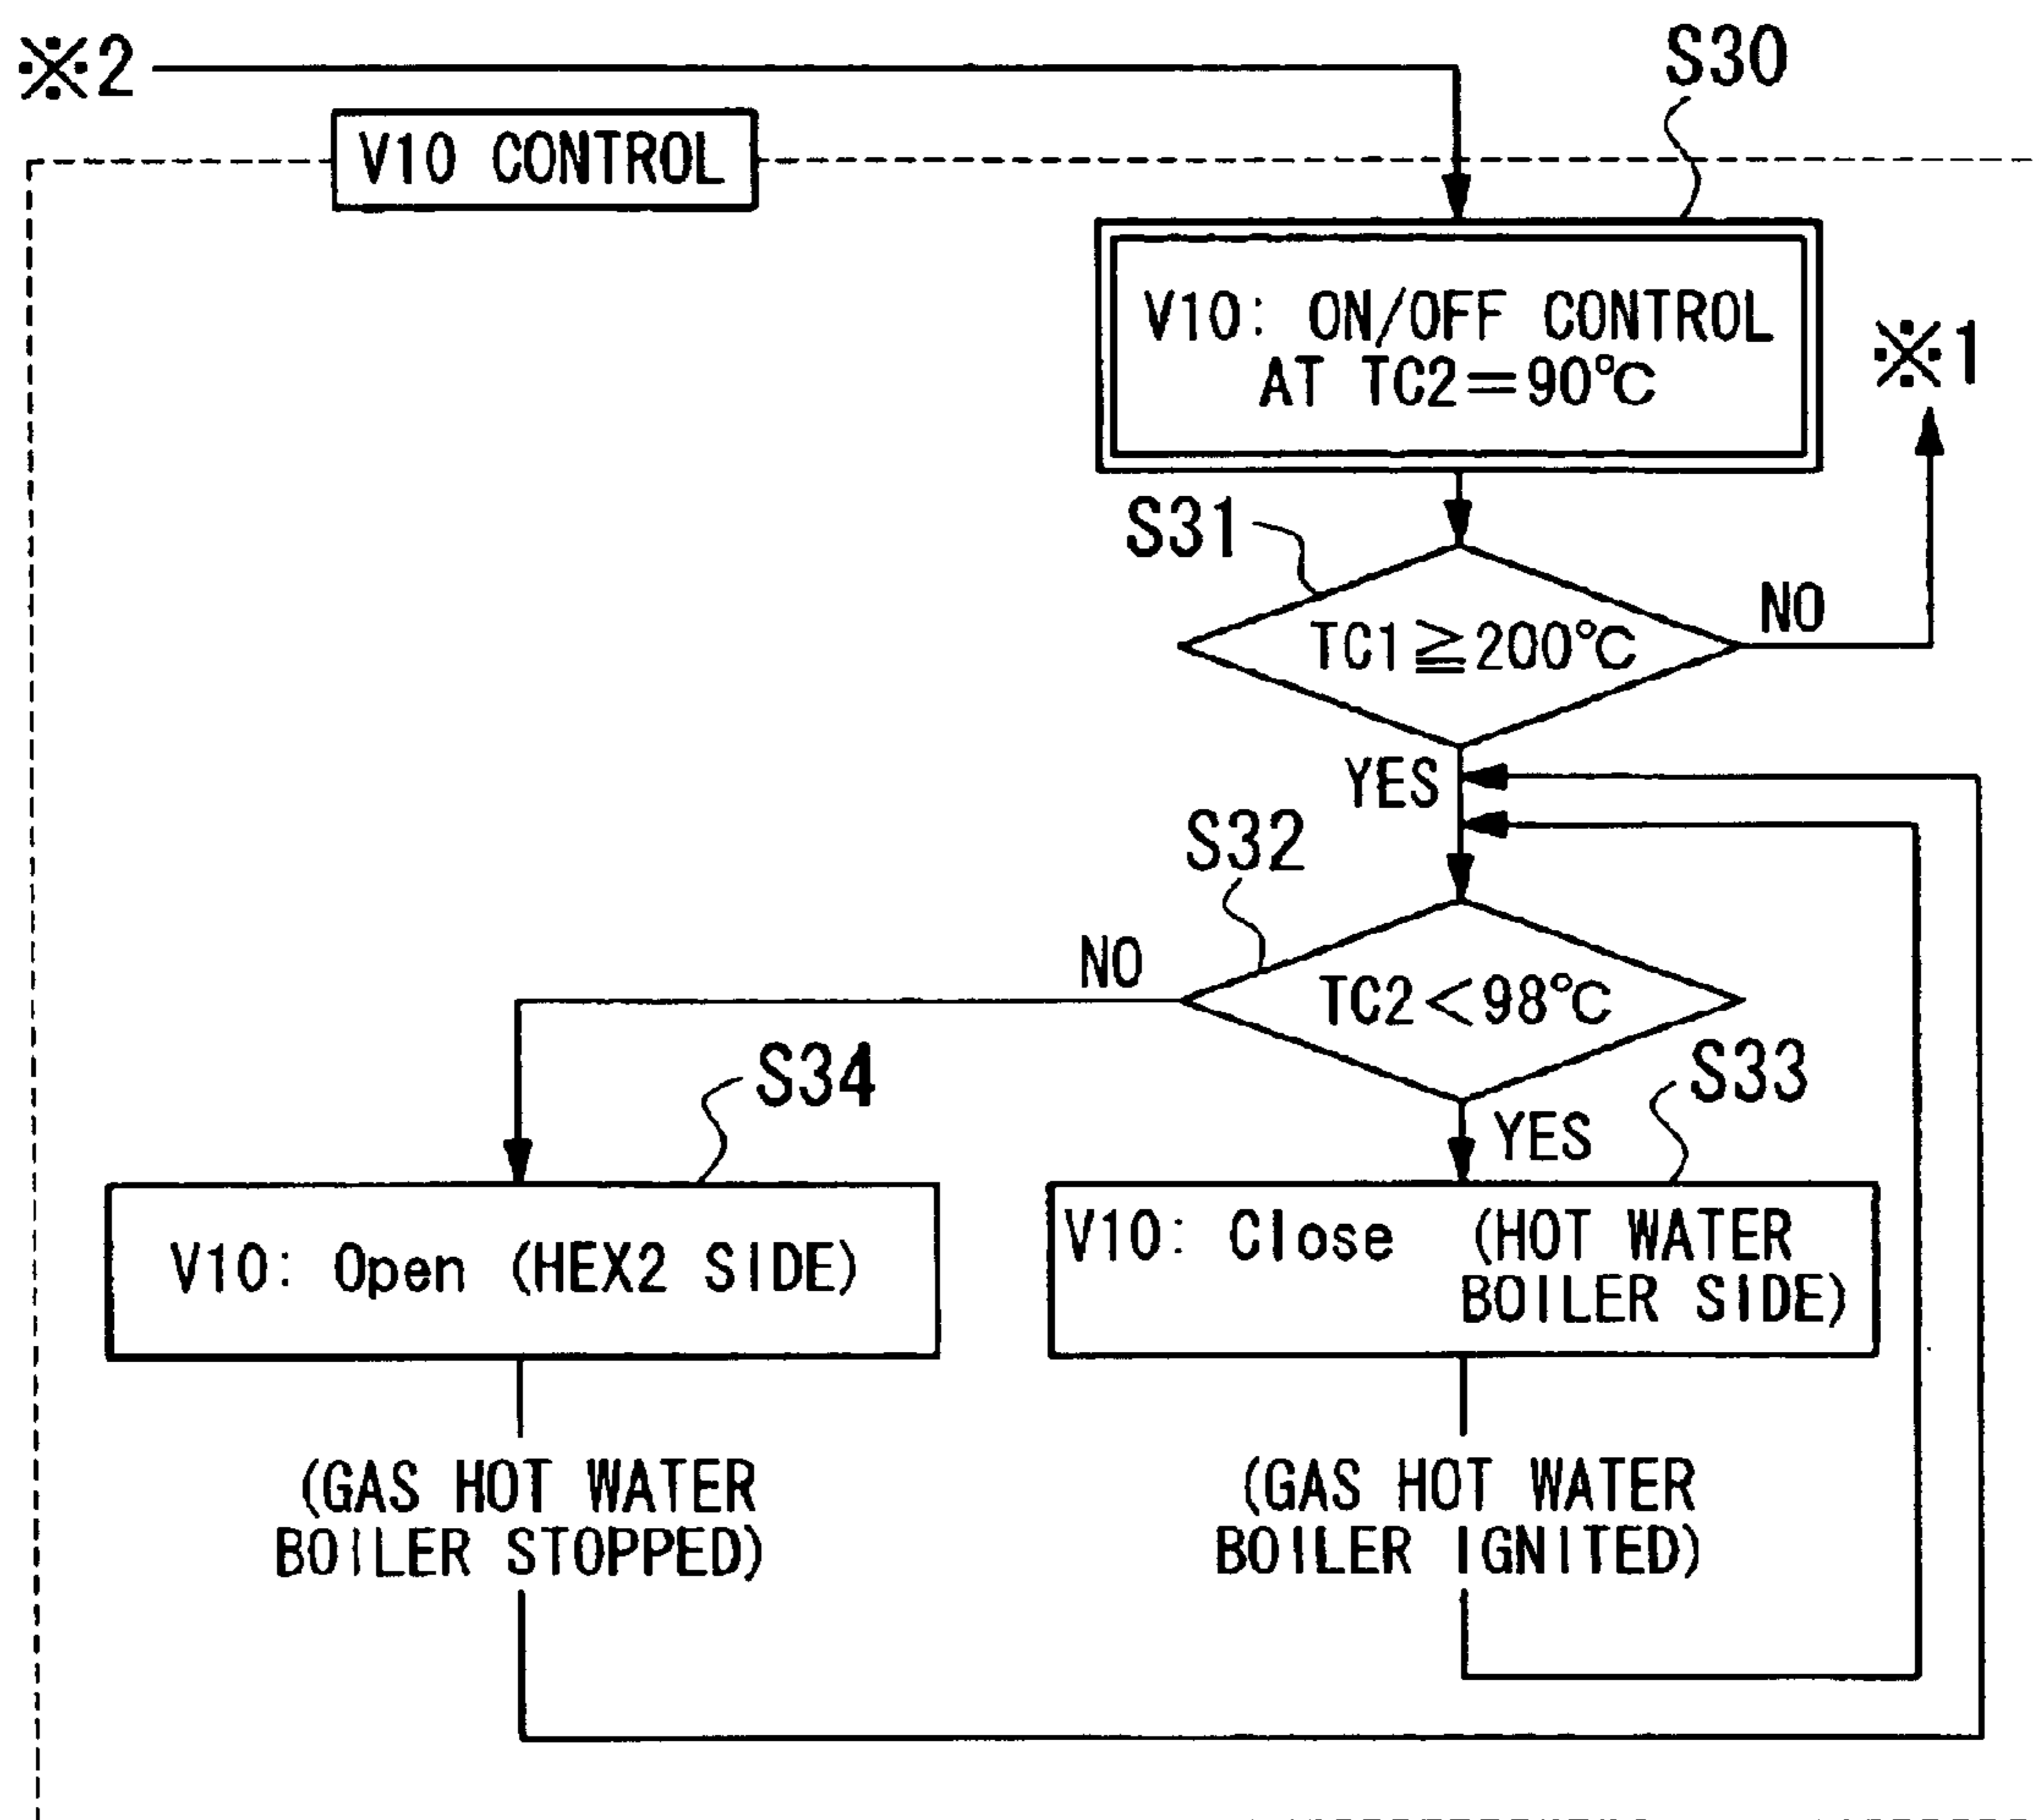 ※2
S30
V10 CONTROL
V10: ON/OFF CONTROL
AT TC2=90℃
※1
S31
TC1≧200℃
NO
YES
S32
NO
TC2<98℃
S34
S33
YES
V10: Open (HEX2 SIDE)
V10: Close (HOT WATER
BOILER SIDE)
(GAS HOT WATER
BOILER STOPPED)
(GAS HOT WATER
BOILER IGNITED)